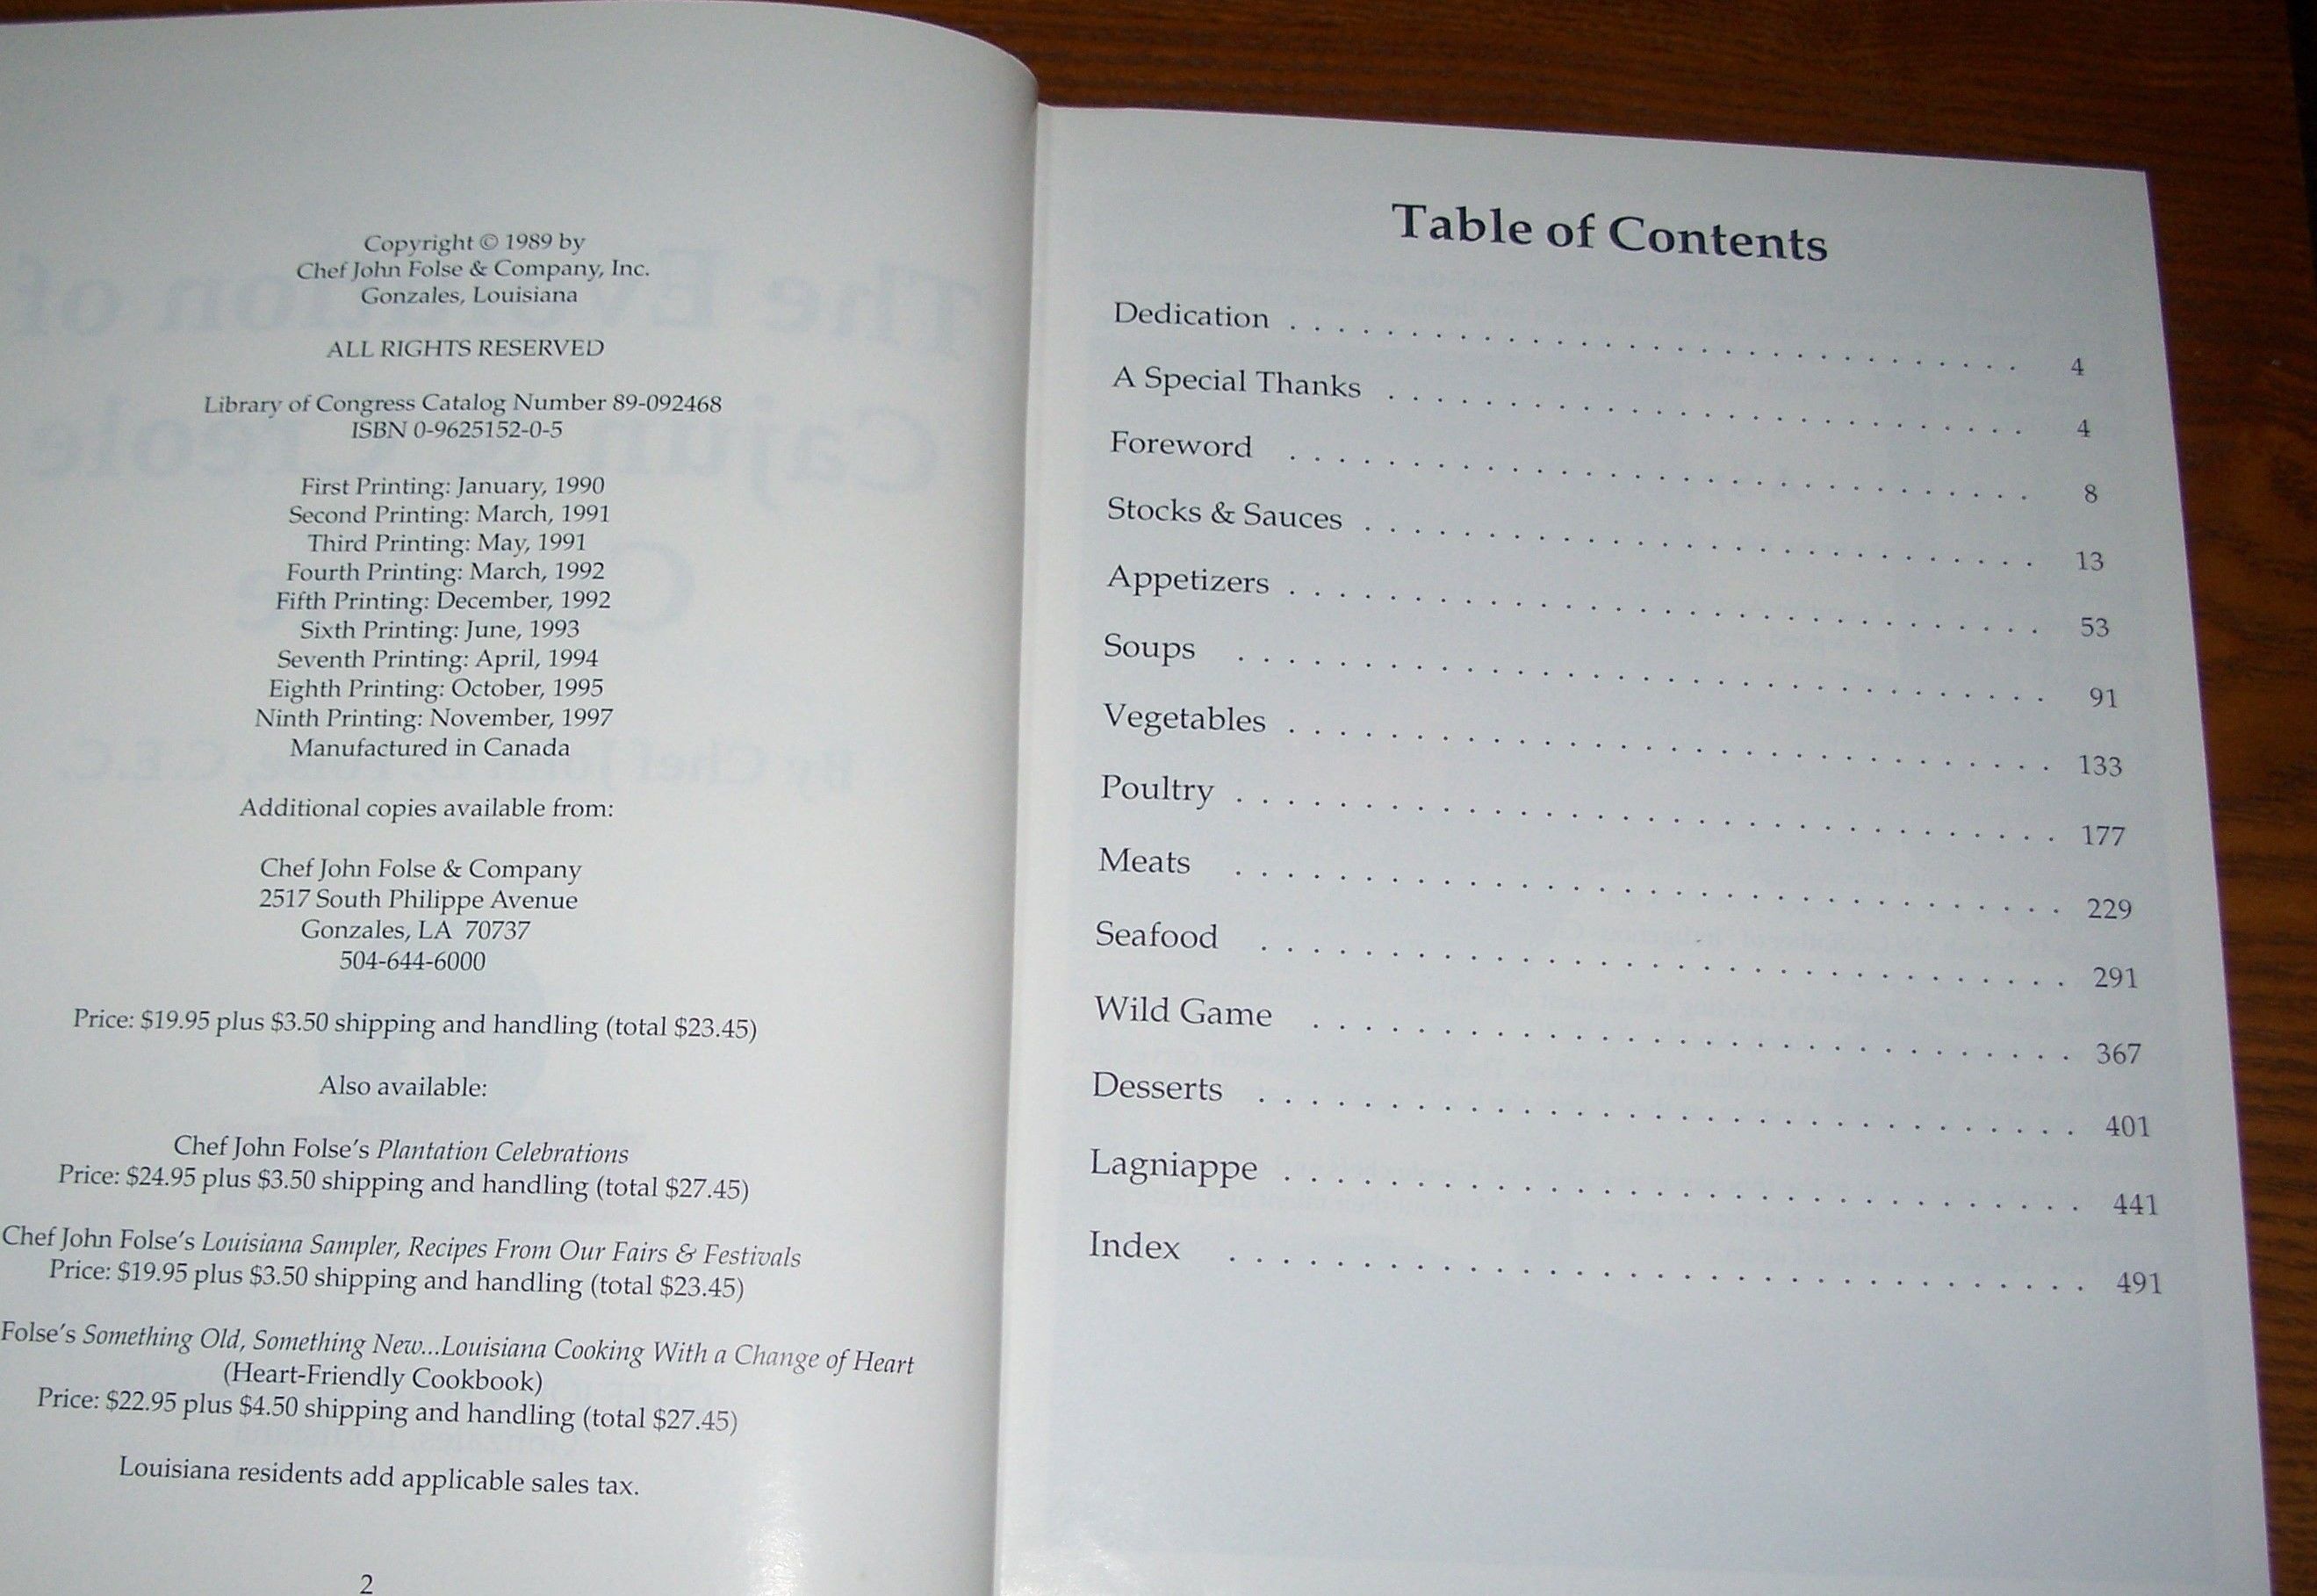 Copyright © 1989 by
Chef John Folse & Company, Inc.
Gonzales, Louisiana
ALL RIGHTS RESERVED
Library of Congress Catalog Number 89-092468
ISBN 0-9625152-0-5
First Printing: January, 1990
Second Printing: March, 1991
Third Printing: May, 1991
Fourth Printing: March, 1992
Fifth Printing: December, 1992
Sixth Printing: June, 1993
Seventh Printing: April, 1994
Eighth Printing: October, 1995
Ninth Printing: November, 1997
Manufactured in Canada
Additional copies available from:
Chef John Folse & Company
2517 South Philippe Avenue
Gonzales, LA 70737
504-644-6000
Price: $19.95 plus $3.50 shipping and handling (total $23.45)
Also available:
Chef John Folse's Plantation Celebrations
Price: $24.95 plus $3.50 shipping and handling (total $27.45)
Chef John Folse's Louisiana Sampler, Recipes From Our Fairs & Festivals
Price: $19.95 plus $3.50 shipping and handling (total $23.45)
Folse's Something Old, Something New...Louisiana Cooking With a Change of Heart
(Heart-Friendly Cookbook)
Price: $22.95 plus $4.50 shipping and handling (total $27.45)
Louisiana residents add applicable sales tax.
2
Table of Contents
Dedication . . . . . . . . . . . . . . . . . . . . . . . . . . . . . . 4
A Special Thanks . . . . . . . . . . . . . . . . . . . . . . . . . . 4
Foreword . . . . . . . . . . . . . . . . . . . . . . . . . . . . . . 8
Stocks & Sauces . . . . . . . . . . . . . . . . . . . . . . . . . . . 13
Appetizers . . . . . . . . . . . . . . . . . . . . . . . . . . . . . . 53
Soups . . . . . . . . . . . . . . . . . . . . . . . . . . . . . . . . 91
Vegetables . . . . . . . . . . . . . . . . . . . . . . . . . . . . . . 133
Poultry . . . . . . . . . . . . . . . . . . . . . . . . . . . . . . . . 177
Meats . . . . . . . . . . . . . . . . . . . . . . . . . . . . . . . . 229
Seafood . . . . . . . . . . . . . . . . . . . . . . . . . . . . . . . 291
Wild Game . . . . . . . . . . . . . . . . . . . . . . . . . . . . . 367
Desserts . . . . . . . . . . . . . . . . . . . . . . . . . . . . . . . 401
Lagniappe . . . . . . . . . . . . . . . . . . . . . . . . . . . . . . 441
Index . . . . . . . . . . . . . . . . . . . . . . . . . . . . . . . . 491